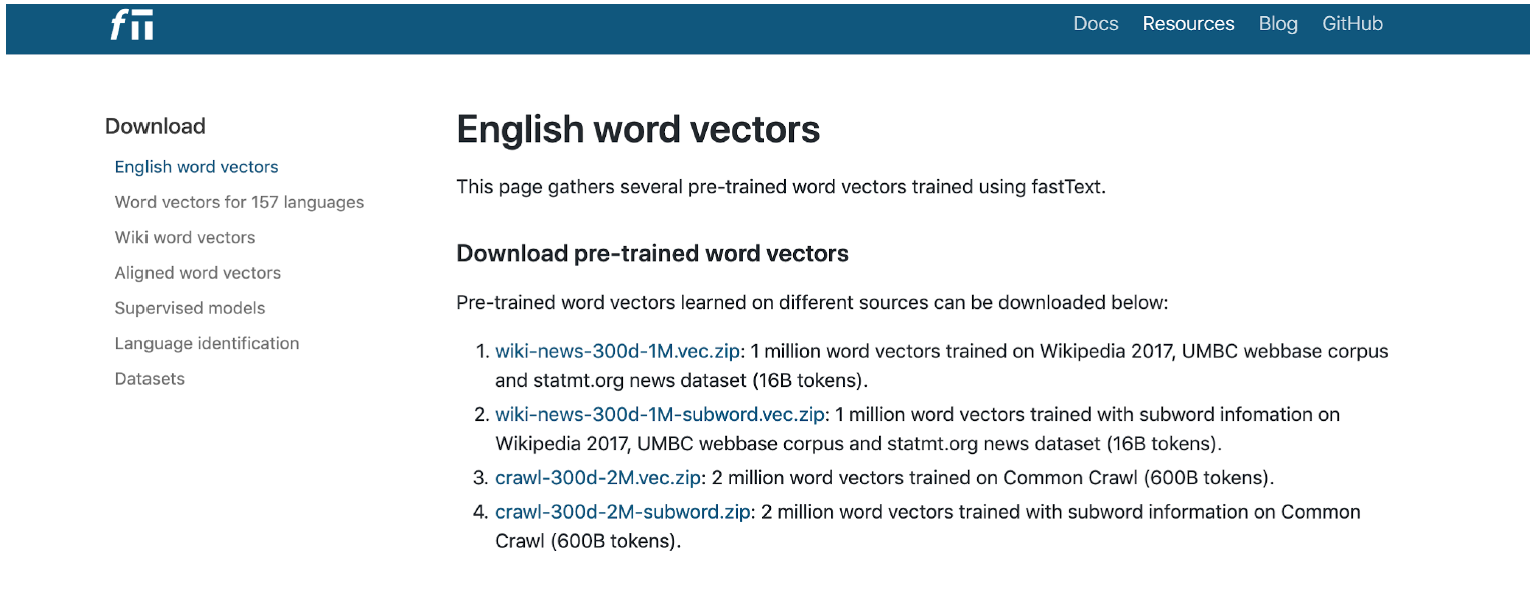 fT
Docs Resources Blog GitHub
Download
English word vectors
Word vectors for 157 languages
Wiki word vectors
Aligned word vectors
Supervised models
Language identification
Datasets
English word vectors
This page gathers several pre-trained word vectors trained using fastText.
Download pre-trained word vectors
Pre-trained word vectors learned on different sources can be downloaded below:
1. wiki-news-300d-1M.vec.zip: 1 million word vectors trained on Wikipedia 2017, UMBC webbase corpus
and statmt.org news dataset (16B tokens).
2. wiki-news-300d-1M-subword.vec.zip: 1 million word vectors trained with subword infomation on
Wikipedia 2017, UMBC webbase corpus and statmt.org news dataset (16B tokens).
3. crawl-300d-2M.vec.zip: 2 million word vectors trained on Common Crawl (600B tokens).
4. crawl-300d-2M-subword.zip: 2 million word vectors trained with subword information on Common
Crawl (600B tokens).